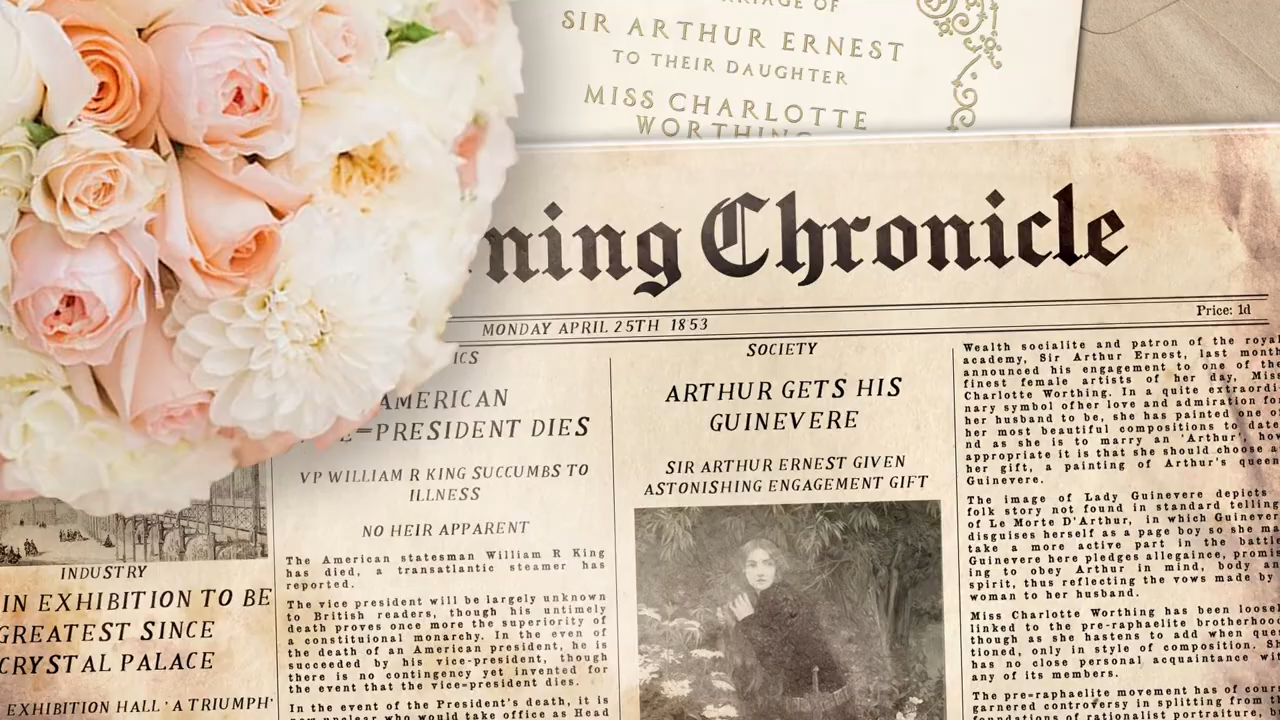 SIR ARTHUR ERNEST
TO THEIR DAUGHTER
MISS CHARLOTTE
ning Chronicle
MONDAY APRIL 25TH 1853
Price: 1d
INDUSTRY
IN EXHIBITION TO BE
GREATEST SINCE
CRYSTAL PALACE
EXHIBITION HALL 'A TRIUMPH'
ICS
AMERICAN
E-PRESIDENT DIES
VP WILLIAM R KING SUCCUMBS TO
ILLNESS
NO HEIR APPARENT
The American statesman William R King
has died, a transatlantic steamer has
reported.
The vice president will be largely unknown
to British readers, though his untimely
death proves once more the superiority of
a constituional monarchy. In the even of
the death of an American president, he is
succeeded by his vice-president, though
there is no contingency yet invented for
the event that the vice-president dies.
In the event of the President's death, it is
now unclear who would take office as Head
SOCIETY
ARTHUR GETS HIS
GUINEVERE
SIR ARTHUR ERNEST GIVEN
ASTONISHING ENGAGEMENT GIFT
Wealth socialite and patron of the royal
academy, Sir Arthur Ernest, last month
announced his engagement to one of the
finest female artists of her day, Miss
Charlotte Worthing. In a quite extraordi-
nary symbol ofher love and admiration for
her husband to be, she has painted one o
her most beautiful compositions to date
nd as she is to marry an 'Arthur', how
appropriate it is that she should choose a
her gift, a painting of Arthur's queen
Guinevere.
The image of Lady Guinevere depicts
folk story not found in standard telling
of Le Morte D'Arthur, in which Guinever
disguises herself as a page boy so she ma
take a more active part in the battle
Guinevere here pledges allegaince, promis
ing to obey Arthur in mind, body an
spirit, thus reflecting the vows made by
woman to her husband.
Miss Charlotte Worthing has been loosel
linked to the pre-raphaelite brotherhood
though as she hastens to add when ques
tioned, only in style of composition. Sh
has no close personal acquaintance wit
any of its members.
The pre=raphaelite movement has of cours
garnered controversy in splitting from t
foundations of rationalist portraiture, b